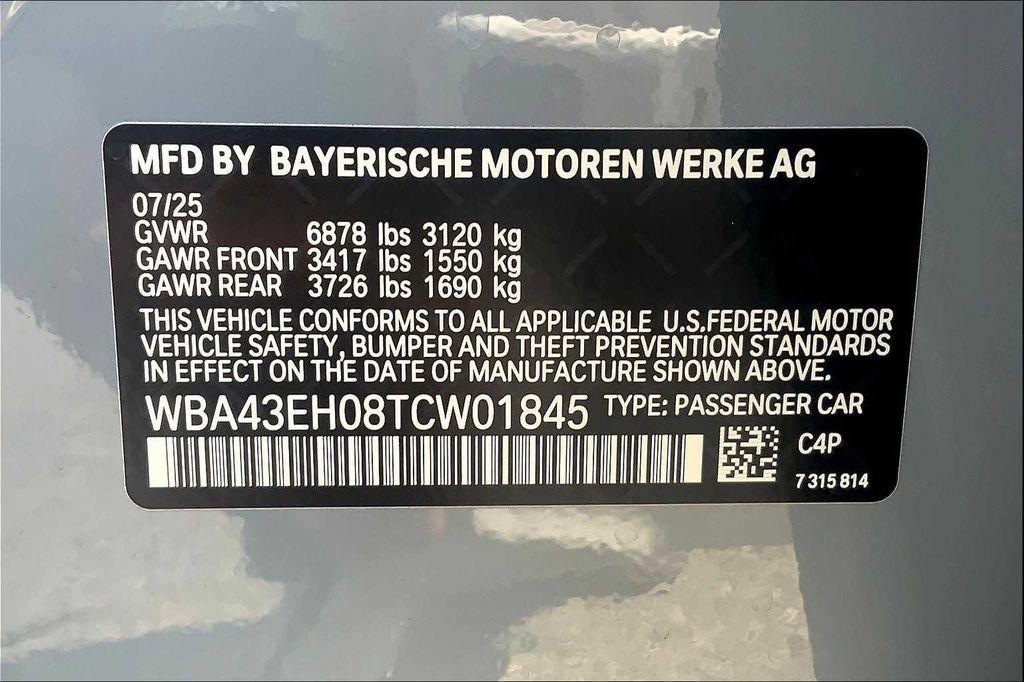 MFD BY BAYERISCHE MOTOREN WERKE AG
07/25
GVWR 6878 lbs 3120 kg
GAWR FRONT 3417 lbs 1550 kg
GAWR REAR 3726 lbs 1690 kg
THIS VEHICLE CONFORMS TO ALL APPLICABLE U.S.FEDERAL MOTOR
VEHICLE SAFETY, BUMPER AND THEFT PREVENTION STANDARDS
IN EFFECT ON THE DATE OF MANUFACTURE SHOWN ABOVE.
WBA43EH08TCW01845 TYPE: PASSENGER CAR
C4P
7 315 814